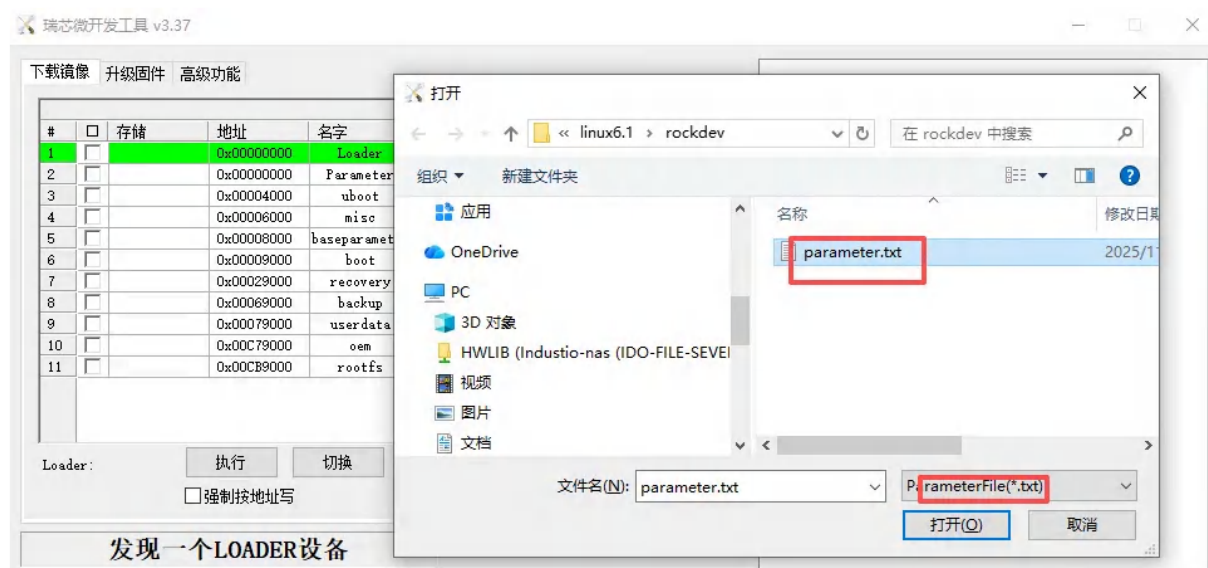 瑞芯微开发工具 v3.37
下载镜像 升级固件 高级功能
# 存储 地址 名字
1 0x00000000 Loader
2 0x00000000 Parameter
3 0x00004000 uboot
4 0x00006000 misc
5 0x00008000 baseparamet
6 0x00009000 boot
7 0x00029000 recovery
8 0x00069000 backup
9 0x00079000 userdata
10 0x00C79000 oem
11 0x00CB9000 rootfs
Loader: 执行 切换
强制按地址写
发现一个LOADER设备
打开
« linux6.1 › rockdev
在 rockdev 中搜索
组织 新建文件夹
应用
OneDrive
PC
3D 对象
HWLIB (Industio-nas (IDO-FILE-SEVE
视频
图片
文档
名称 修改日期
parameter.txt 2025/1
文件名(N): parameter.txt
ParameterFile(*.txt)
打开(O) 取消